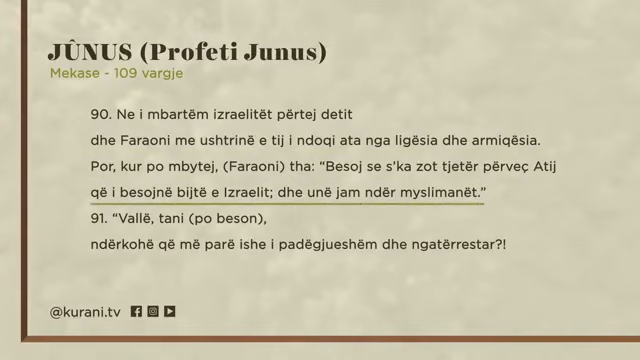 JÛNUS (Profeti Junus)
Mekase - 109 vargje
90. Ne i mbartëm izraelitët përtej detit
dhe Faraoni me ushtrinë e tij i ndoqi ata nga ligësia dhe armiqësia.
Por, kur po mbytej, (Faraoni) tha: “Besoj se s’ka zot tjetër përveç Atij
që i besojnë bijtë e Izraelit; dhe unë jam ndër myslimanët.”
91. “Vallë, tani (po beson),
ndërkohë që më parë ishe i padëgjueshëm dhe ngatërrestar?!
@kurani.tv